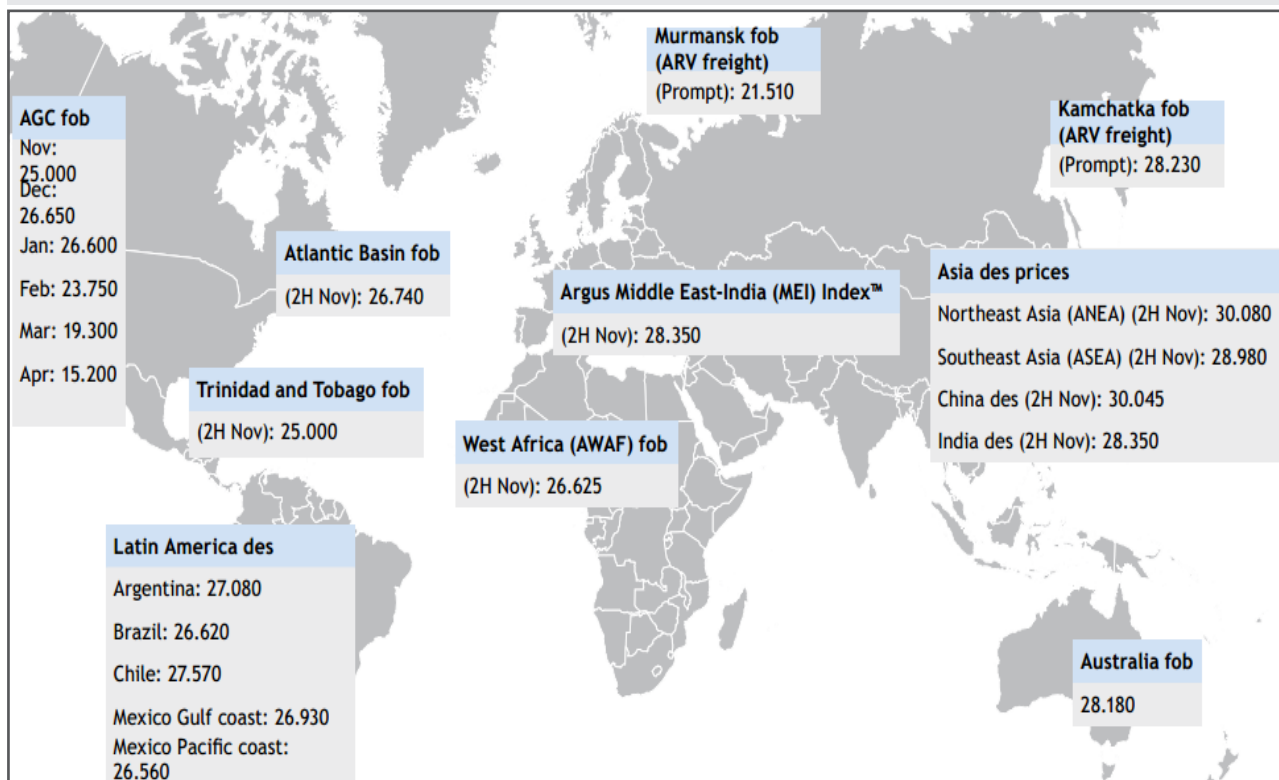 Murmansk fob
(ARV freight)
(Prompt): 21.510
Kamchatka fob
(ARV freight)
(Prompt): 28.230
AGC fob
Nov:
25.000
Dec:
26.650
Jan: 26.600
Feb: 23.750
Mar: 19.300
Apr: 15.200
Atlantic Basin fob
(2H Nov): 26.740
Argus Middle East-India (MEI) Index™
(2H Nov): 28.350
Asia des prices
Northeast Asia (ANEA) (2H Nov): 30.080
Southeast Asia (ASEA) (2H Nov): 28.980
China des (2H Nov): 30.045
India des (2H Nov): 28.350
Trinidad and Tobago fob
(2H Nov): 25.000
West Africa (AWAF) fob
(2H Nov): 26.625
Latin America des
Argentina: 27.080
Brazil: 26.620
Chile: 27.570
Mexico Gulf coast: 26.930
Mexico Pacific coast:
26.560
Australia fob
28.180